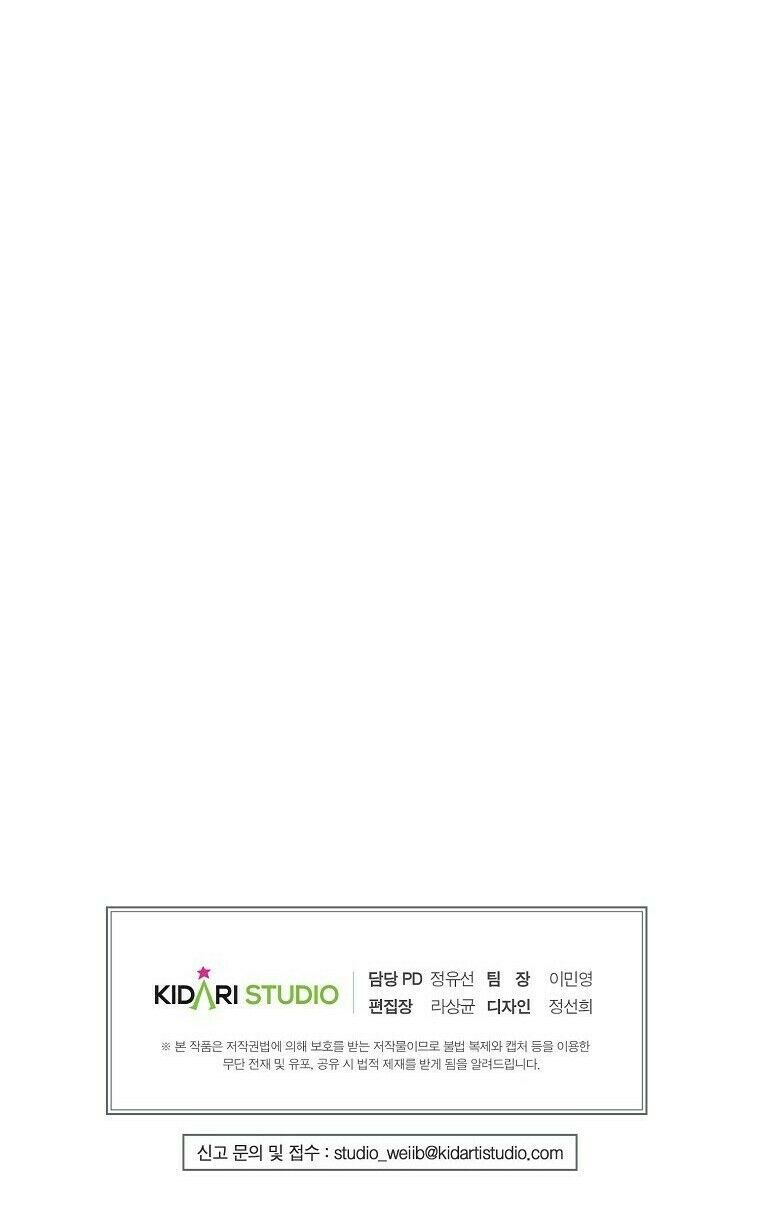 KIDARI STUDIO
담당 PD 정유선 팀 장 이민영
편집장 라상균 디자인 정선희
※ 본 작품은 저작권법에 의해 보호를 받는 저작물이므로 불법 복제와 캡처 등을 이용한
무단 전재 및 유포, 공유 시 법적 제재를 받게 됨을 알려드립니다.
신고 문의 및 접수 : studio_weiib@kidartistudio.com